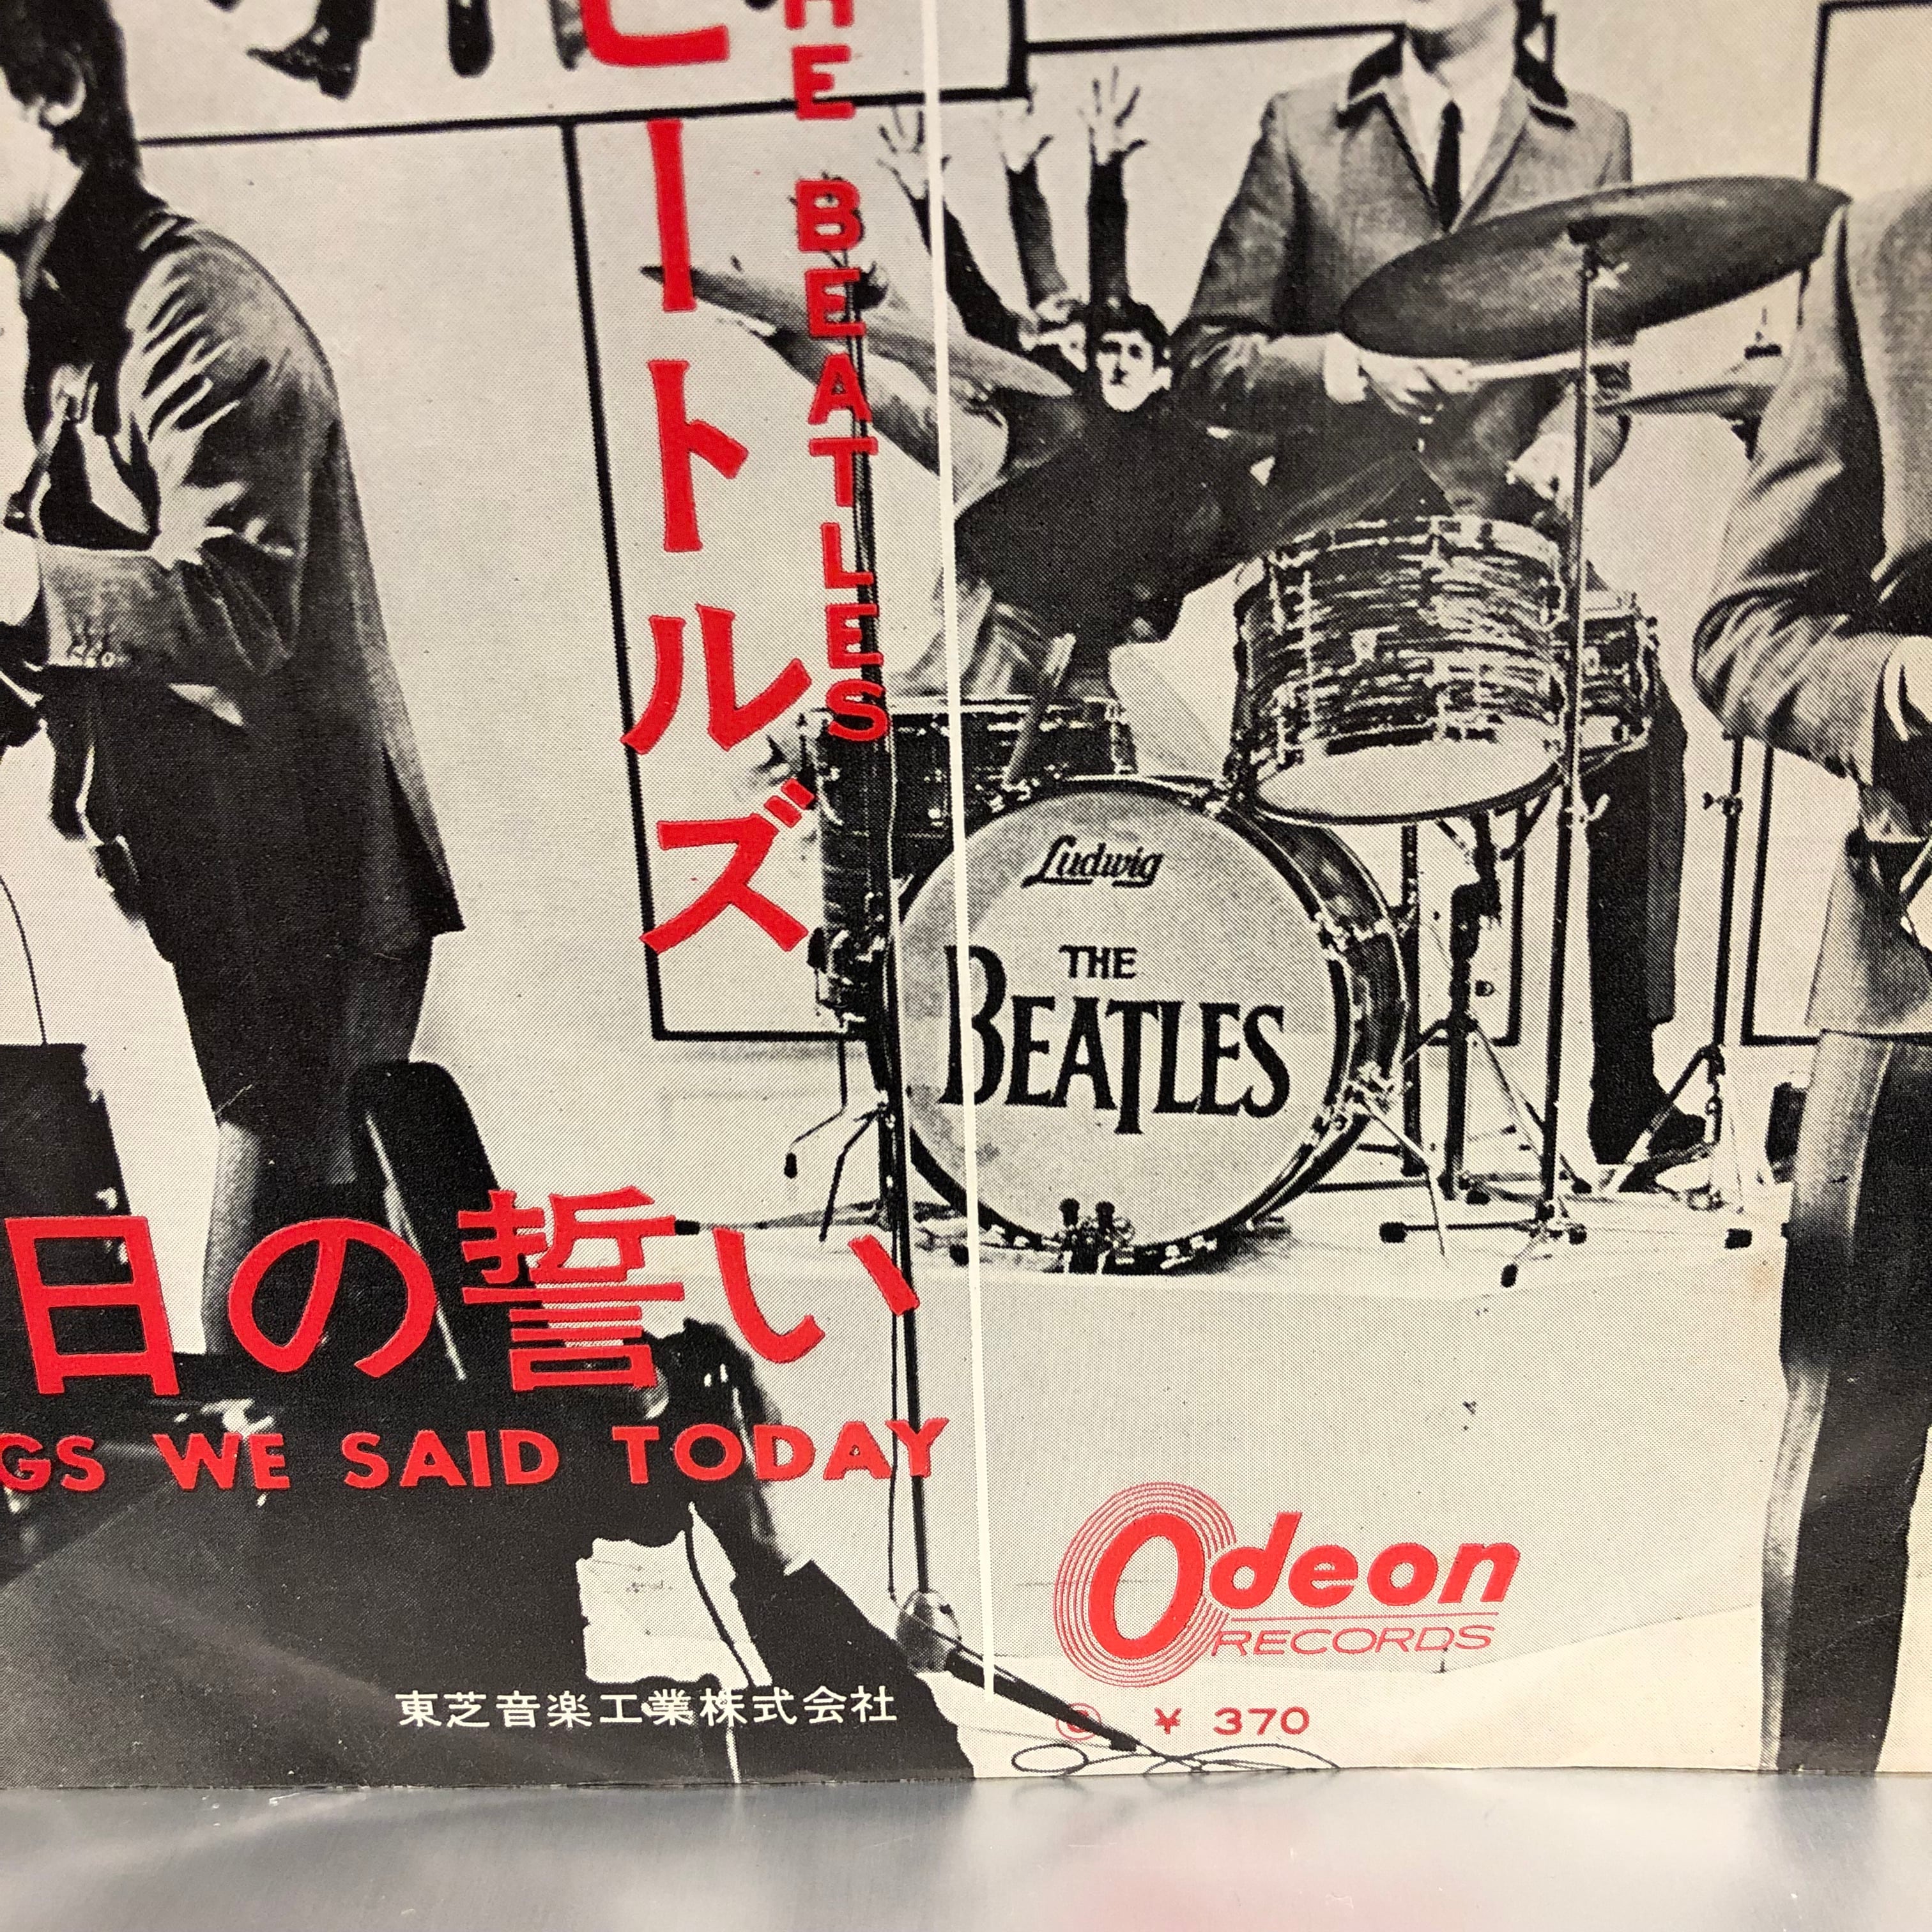 ビートルズ
THE BEATLES
Ludwig
THE
BEATLES
日の誓い
GS WE SAID TODAY
Odeon
RECORDS
東芝音楽工業株式会社
¥ 370